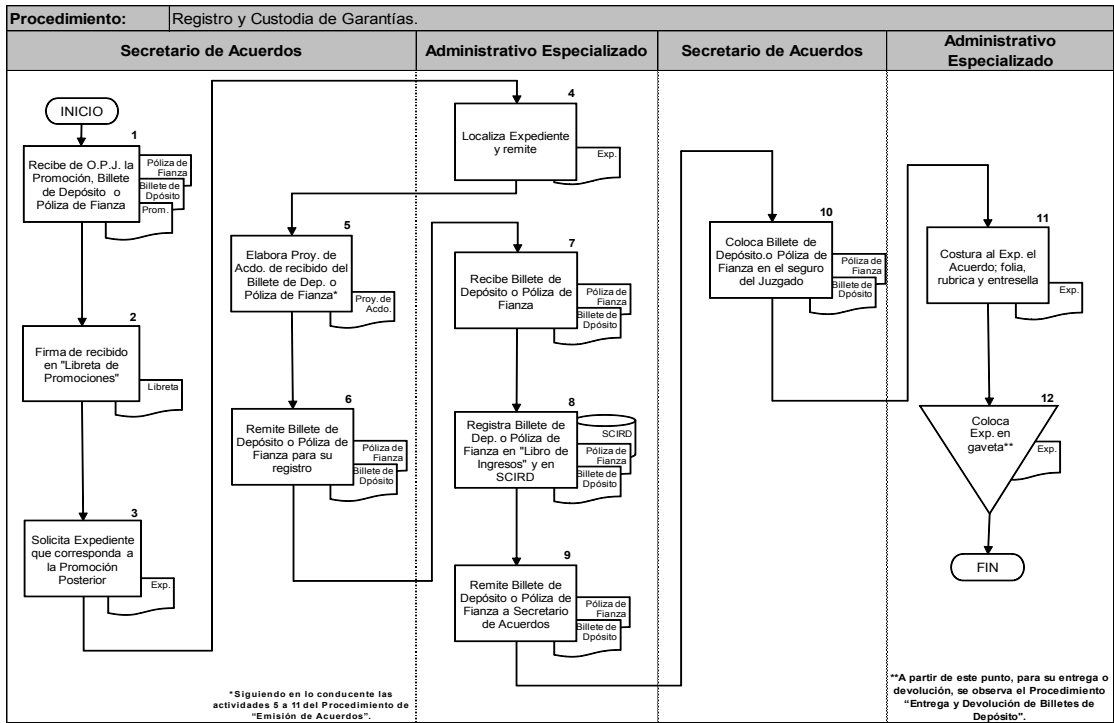 Procedimiento: Registro y Custodia de Garantías.
Secretario de Acuerdos
Administrativo Especializado
Secretario de Acuerdos
Administrativo
Especializado
INICIO
1
Recibe de O.P.J. la
Promoción, Billete
de Depósito o
Póliza de Fianza
Póliza de
Fianza
Billete de
Dpósito
Prom.
2
Firma de recibido
en "Libreta de
Promociones"
Libreta
3
Solicita Expediente
que corresponda a
la Promoción
Posterior
Exp.
4
Localiza Expediente
y remite
Exp.
5
Elabora Proy. de
Acdo. de recibido del
Billete de Dep. o
Póliza de Fianza*
Proy. de
Acdo.
6
Remite Billete de
Depósito o Póliza de
Fianza para su
registro
Póliza de
Fianza
Billete de
Dpósito
7
Recibe Billete de
Depósito o Póliza de
Fianza
Póliza de
Fianza
Billete de
Dpósito
8
Registra Billete de
Dep. o Póliza de
Fianza en "Libro de
Ingresos" y en
SCIRD
SCIRD
Póliza de
Fianza
Billete de
Dpósito
9
Remite Billete de
Depósito o Póliza de
Fianza a Secretario
de Acuerdos
Póliza de
Fianza
Billete de
Dpósito
10
Coloca Billete de
Depósito.o Póliza de
Fianza en el seguro
del Juzgado
Póliza de
Fianza
Billete de
Dpósito
11
Costura al Exp. el
Acuerdo; folia,
rubrica y entresella
Exp.
12
Coloca
Exp. en
gaveta**
Exp.
FIN
*Siguiendo en lo conducente las
actividades 5 a 11 del Procedimiento de
“Emisión de Acuerdos”.
**A partir de este punto, para su entrega o
devolución, se observa el Procedimiento
“Entrega y Devolución de Billetes de
Depósito".